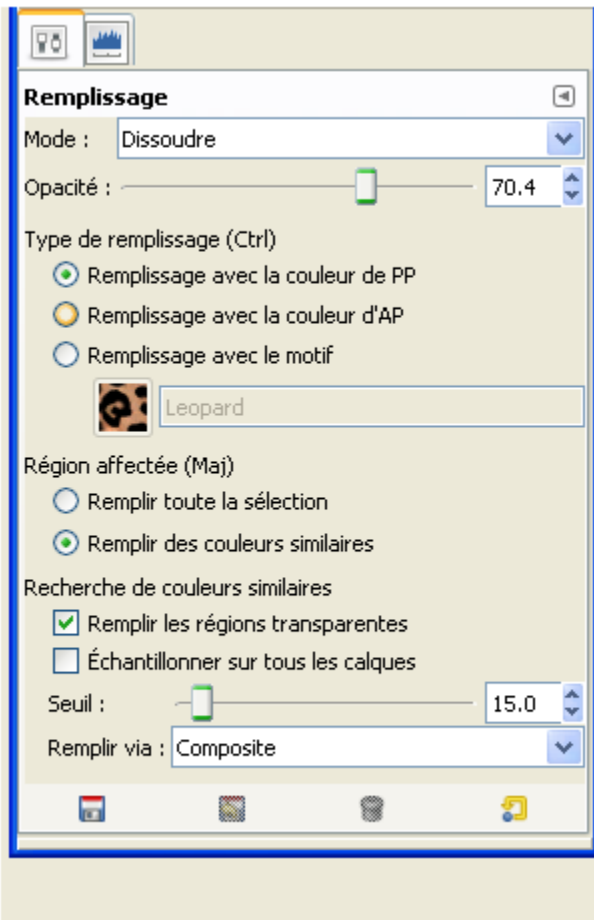 Remplissage
Mode : Dissoudre
Opacité : 70.4
Type de remplissage (Ctrl)
Remplissage avec la couleur de PP
Remplissage avec la couleur d'AP
Remplissage avec le motif
Leopard
Région affectée (Maj)
Remplir toute la sélection
Remplir des couleurs similaires
Recherche de couleurs similaires
Remplir les régions transparentes
Échantillonner sur tous les calques
Seuil : 15.0
Remplir via : Composite